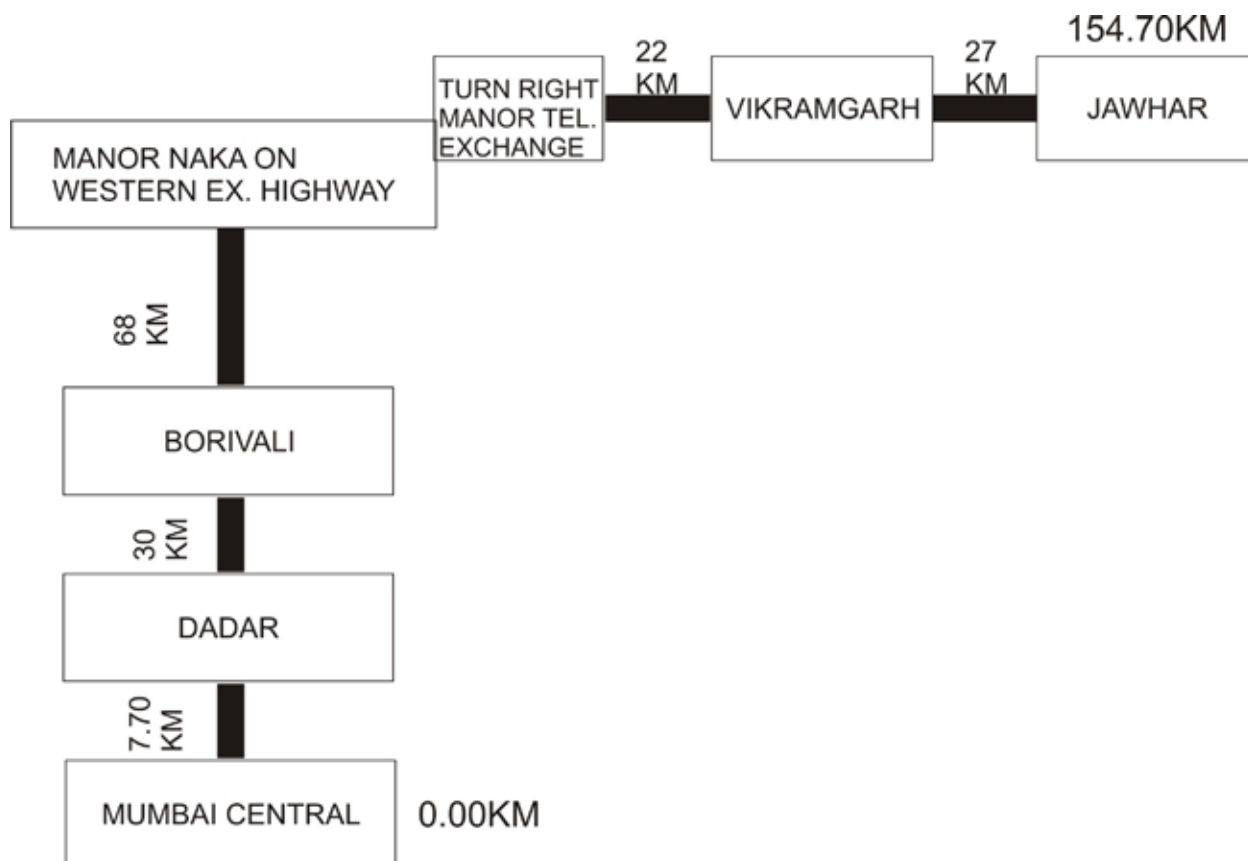 154.70KM
22
KM
27
KM
TURN RIGHT
MANOR TEL.
EXCHANGE
VIKRAMGARH
JAWHAR
MANOR NAKA ON
WESTERN EX. HIGHWAY
68
KM
BORIVALI
30
KM
DADAR
7.70
KM
MUMBAI CENTRAL
0.00KM